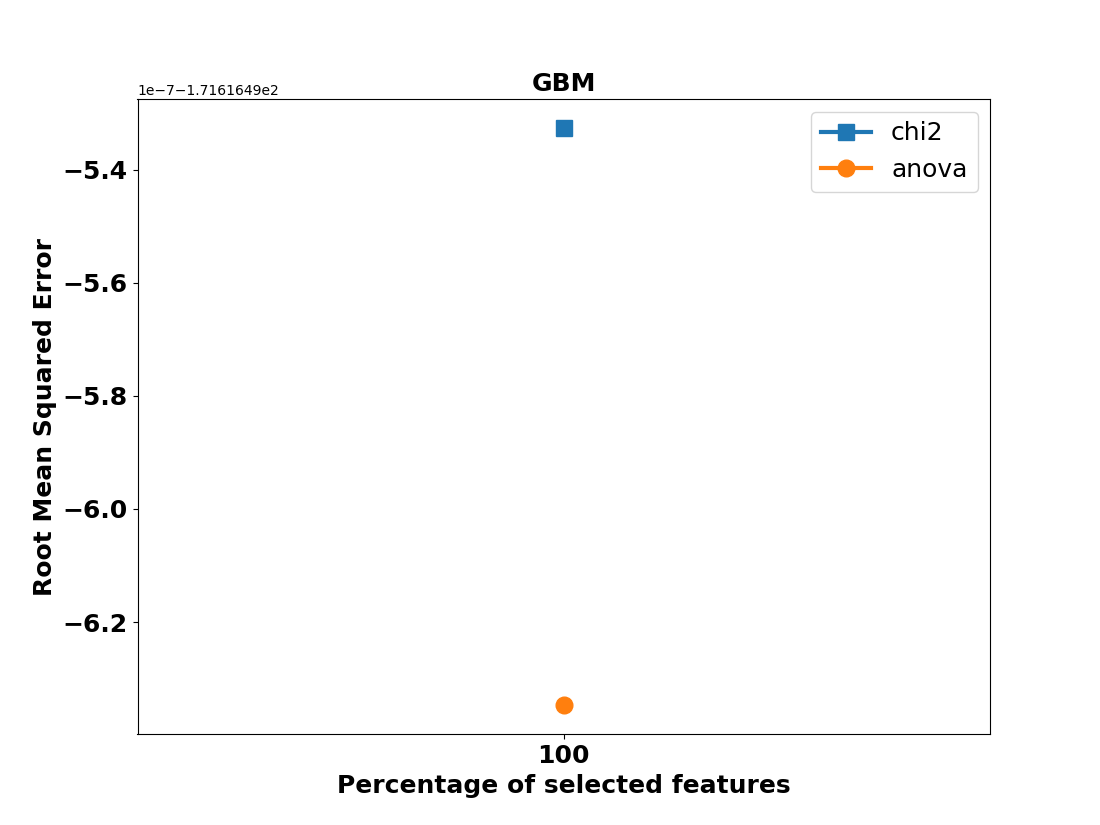 GBM
1e−7−1.7161649e2
chi2
anova
−5.4
−5.6
−5.8
−6.0
−6.2
Root Mean Squared Error
100
Percentage of selected features